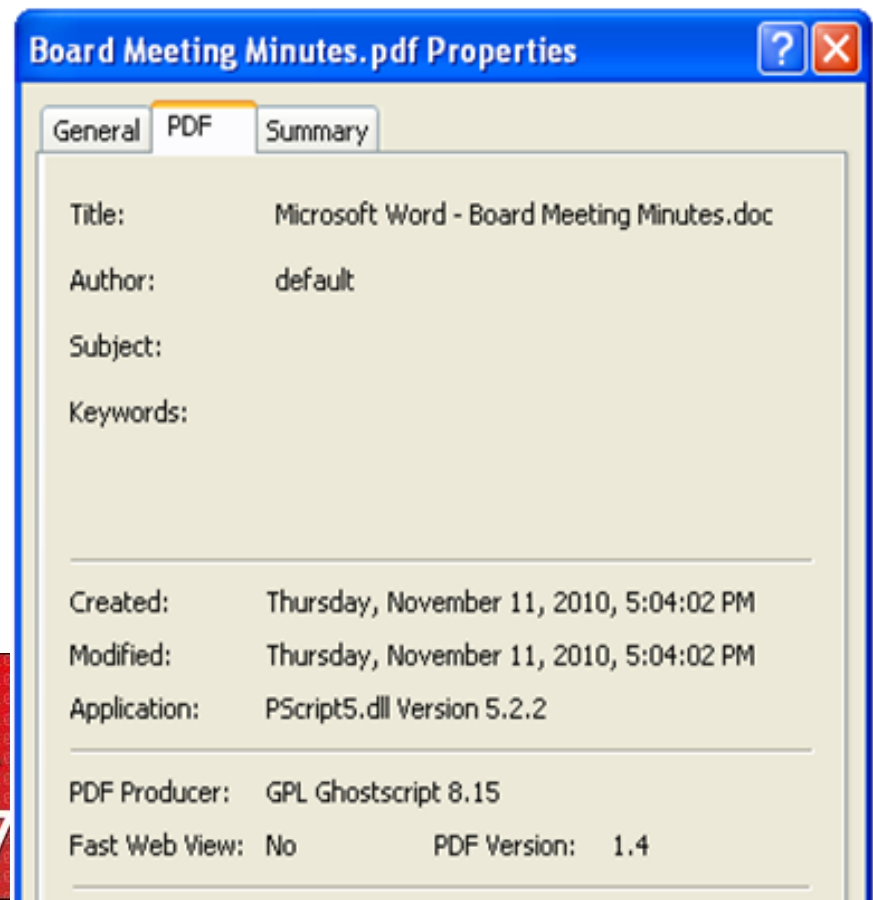 Board Meeting Minutes.pdf Properties ?
General PDF Summary
Title: Microsoft Word - Board Meeting Minutes.doc
Author: default
Subject:
Keywords:
Created: Thursday, November 11, 2010, 5:04:02 PM
Modified: Thursday, November 11, 2010, 5:04:02 PM
Application: PScript5.dll Version 5.2.2
PDF Producer: GPL Ghostscript 8.15
Fast Web View: No PDF Version: 1.4